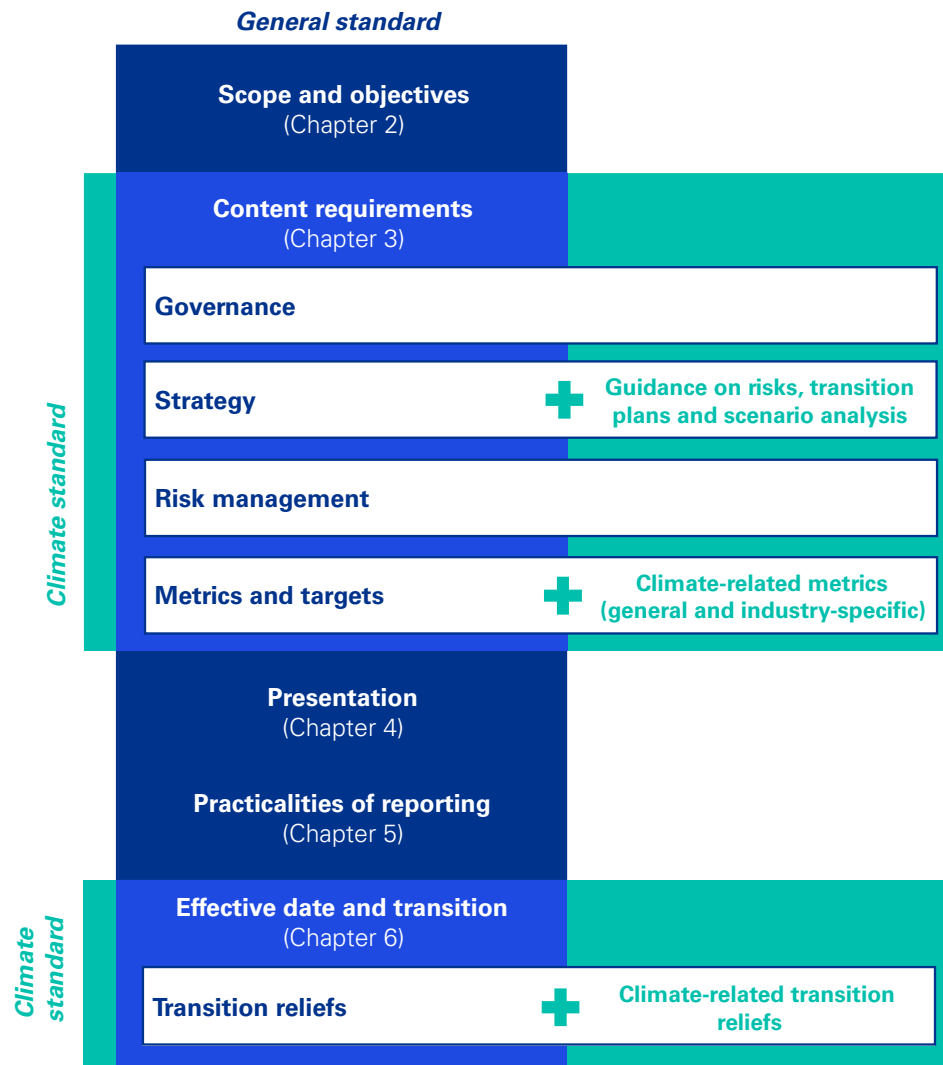 General standard
Scope and objectives
(Chapter 2)
Content requirements
(Chapter 3)
Governance
Climate standard
Strategy
Guidance on risks, transition
plans and scenario analysis
Risk management
Metrics and targets
Climate-related metrics
(general and industry-specific)
Presentation
(Chapter 4)
Practicalities of reporting
(Chapter 5)
Effective date and transition
(Chapter 6)
Climate
standard
Transition reliefs
Climate-related transition
reliefs